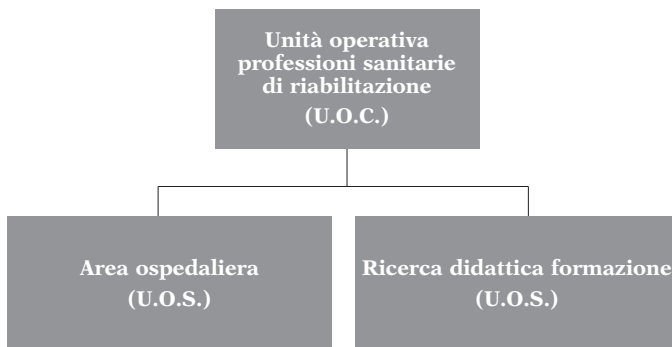 Unità operativa
professioni sanitarie
di riabilitazione
(U.O.C.)
Area ospedaliera
(U.O.S.)
Ricerca didattica formazione
(U.O.S.)